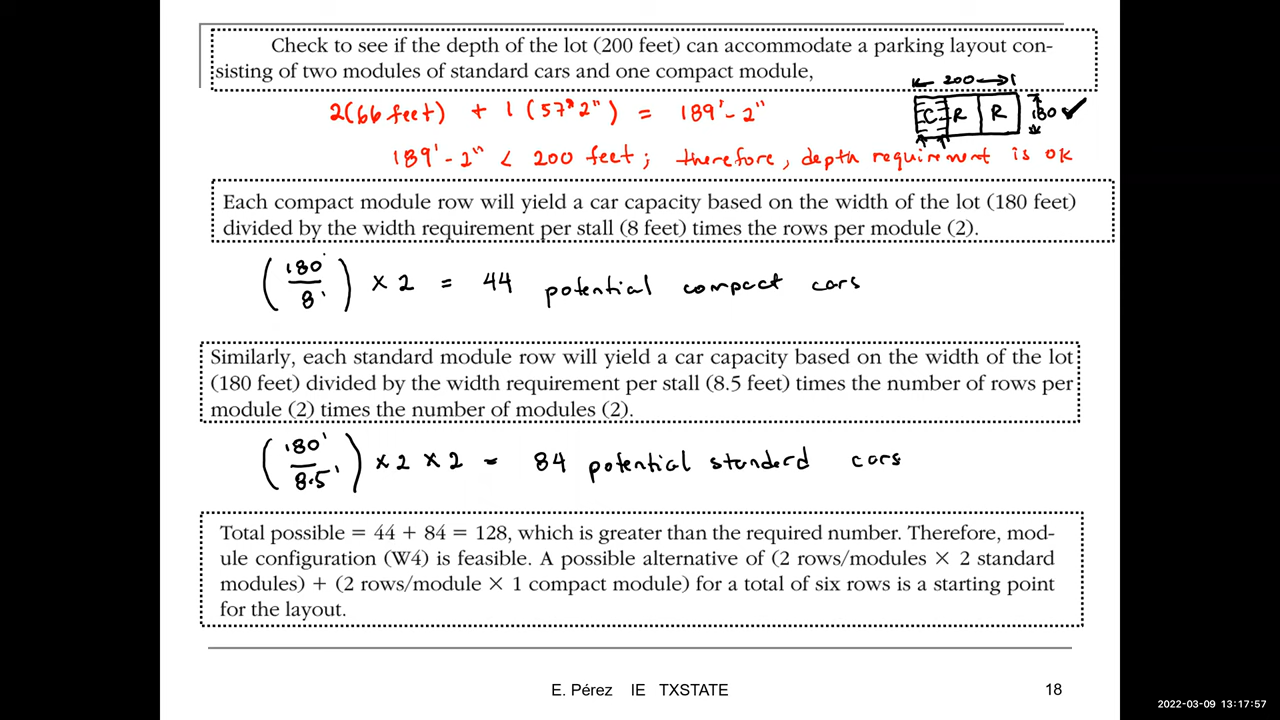 Check to see if the depth of the lot (200 feet) can accommodate a parking layout con-
sisting of two modules of standard cars and one compact module,
← 200 →
C R R 180 ✓
2(66 feet) + 1 (57' 2") = 189'-2"
189'-2" < 200 feet; therefore, depth requirement is OK
Each compact module row will yield a car capacity based on the width of the lot (180 feet)
divided by the width requirement per stall (8 feet) times the rows per module (2).
(180'/8') × 2 = 44 potential compact cars
Similarly, each standard module row will yield a car capacity based on the width of the lot
(180 feet) divided by the width requirement per stall (8.5 feet) times the number of rows per
module (2) times the number of modules (2).
(180'/8.5') × 2 × 2 = 84 potential standard cars
Total possible = 44 + 84 = 128, which is greater than the required number. Therefore, mod-
ule configuration (W4) is feasible. A possible alternative of (2 rows/modules × 2 standard
modules) + (2 rows/module × 1 compact module) for a total of six rows is a starting point
for the layout.
E. Pérez IE TXSTATE
18
2022-03-09 13:17:57